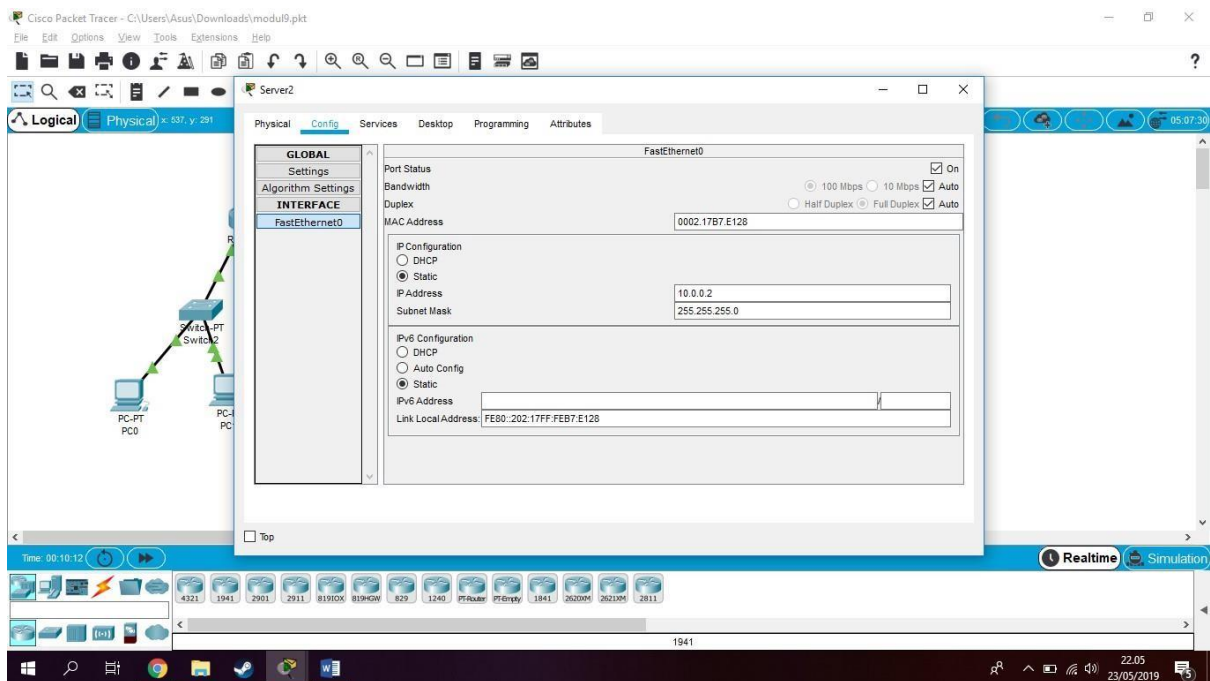 Cisco Packet Tracer - C:\Users\Asus\Downloads\modul9.pkt
File Edit Options View Tools Extensions Help
?
Logical Physical x: 537, y: 291
05:07:30
Server2
Physical Config Services Desktop Programming Attributes
GLOBAL
Settings
Algorithm Settings
INTERFACE
FastEthernet0
FastEthernet0
Port Status On
Bandwidth 100 Mbps 10 Mbps Auto
Duplex Half Duplex Full Duplex Auto
MAC Address 0002.17B7.E128
IP Configuration
DHCP
Static
IP Address 10.0.0.2
Subnet Mask 255.255.255.0
IPv6 Configuration
DHCP
Auto Config
Static
IPv6 Address /
Link Local Address: FE80::202:17FF:FEB7:E128
Top
Switch-PT
Switch2
PC-PT
PC0
Time: 00:10:12
Realtime Simulation
4321 1941 2901 2911 819IOX 819HGW 829 1240 PT-Router PT-Empty 1841 2620XM 2621XM 2811
1941
22.05
23/05/2019
5